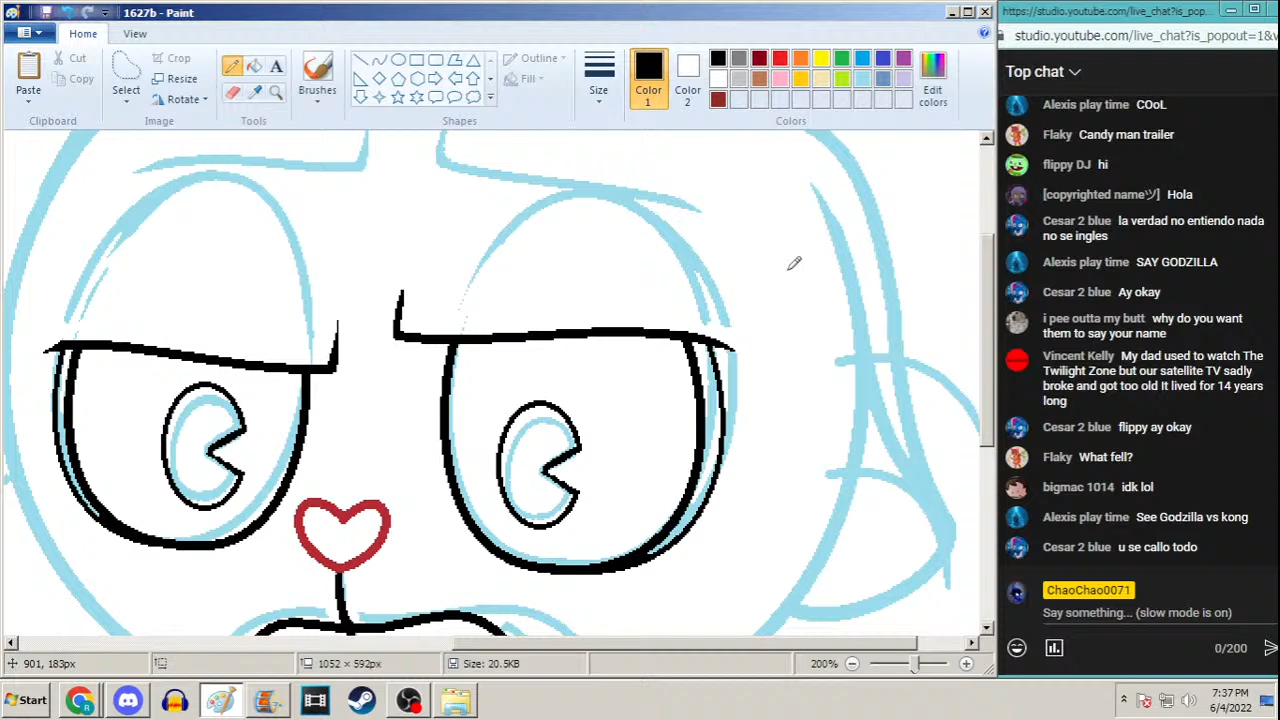 1627b - Paint
https://studio.youtube.com/live_chat?is_pop...
studio.youtube.com/live_chat?is_popout=1&v
Home
View
Paste
Cut
Copy
Clipboard
Select
Crop
Resize
Rotate
Image
A
Tools
Brushes
Shapes
Outline
Fill
Size
Color
1
Color
2
Edit
colors
Colors
Top chat
Alexis play time COoL
Flaky Candy man trailer
flippy DJ hi
[copyrighted nameツ] Hola
Cesar 2 blue la verdad no entiendo nada
no se ingles
Alexis play time SAY GODZILLA
Cesar 2 blue Ay okay
i pee outta my butt why do you want
them to say your name
Vincent Kelly My dad used to watch The
Twilight Zone but our satellite TV sadly
broke and got too old It lived for 14 years
long
Cesar 2 blue flippy ay okay
Flaky What fell?
bigmac 1014 idk lol
Alexis play time See Godzilla vs kong
Cesar 2 blue u se callo todo
ChaoChao0071
Say something... (slow mode is on)
0/200
901, 183px
1052 × 592px
Size: 20.5KB
200%
Start
7:37 PM
6/4/2022